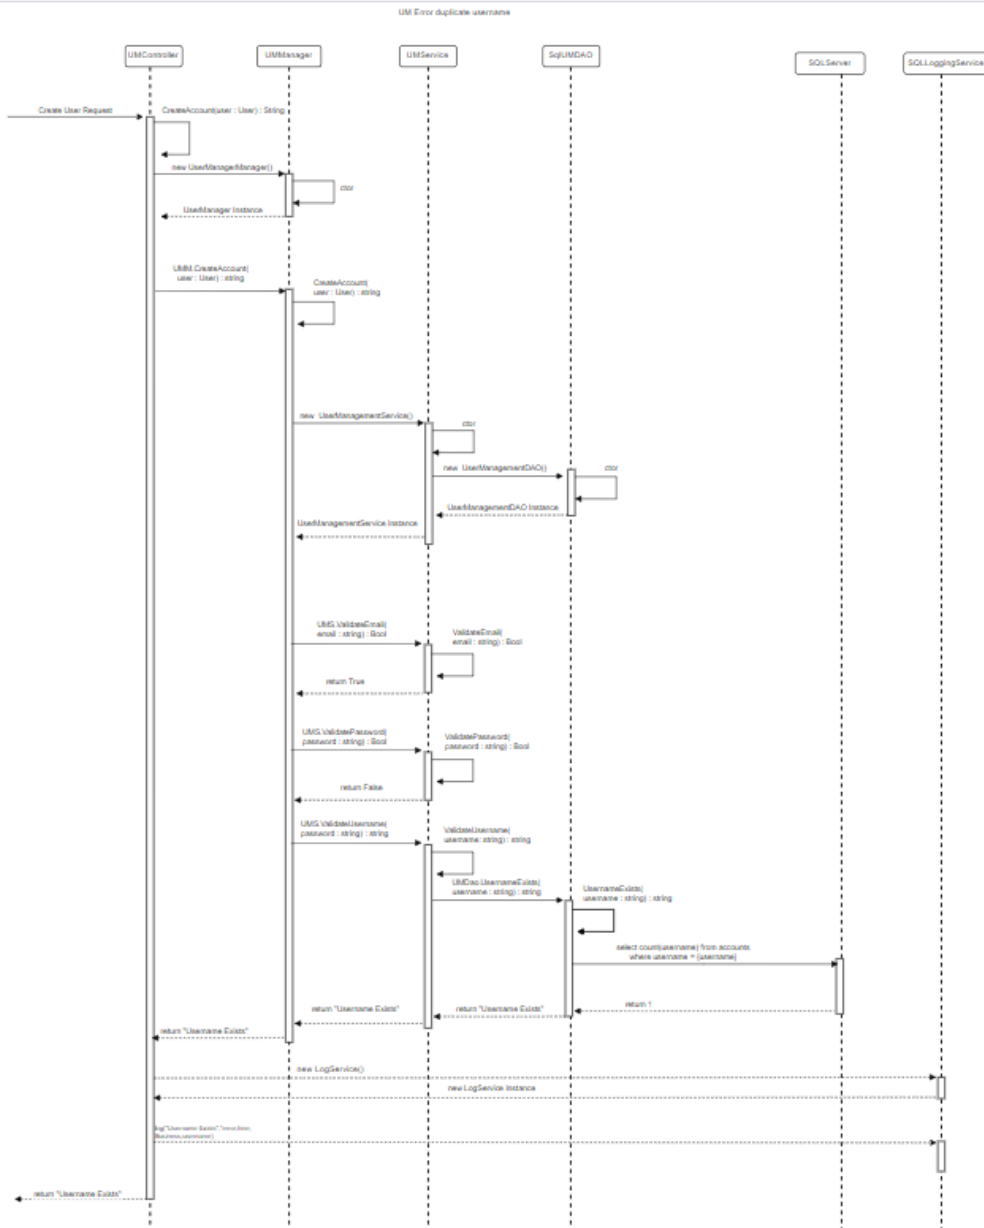 UM Error duplicate username
UMController
UMManager
UMService
SqlUMDAO
SQLServer
SQLLoggingService
Create User Request
CreateAccount(user : User) : String
new UserManagerManager()
ctor
UserManager Instance
UMM.CreateAccount(
user : User) : string
CreateAccount(
user : User) : string
new UserManagementService()
ctor
new UserManagementDAO()
ctor
UserManagementDAO Instance
UserManagementService Instance
UMS.ValidateEmail(
email : string) : Bool
ValidateEmail(
email : string) : Bool
return True
UMS.ValidatePassword(
password : string) : Bool
ValidatePassword(
password : string) : Bool
return False
UMS.ValidateUsername(
password : string) : string
ValidateUsername(
username: string) : string
UMDao.UsernameExists(
username : string) : string
UsernameExists(
username : string) : string
select count(username) from accounts
where username = {username}
return 1
return "Username Exists"
return "Username Exists"
return "Username Exists"
new LogService()
new LogService Instance
log("Username Exists",
Business,username)
return "Username Exists"